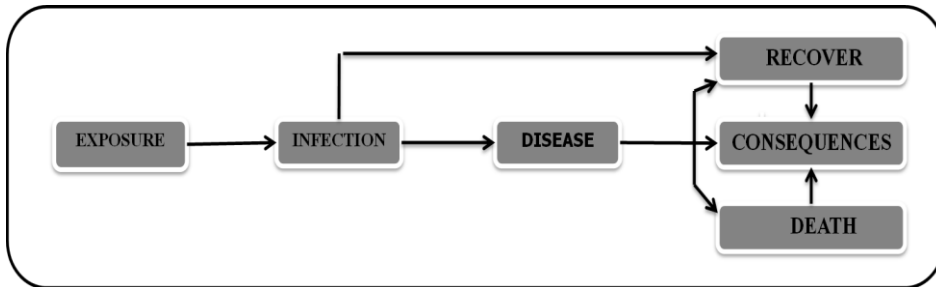 RECOVER
EXPOSURE
INFECTION
DISEASE
CONSEQUENCES
DEATH